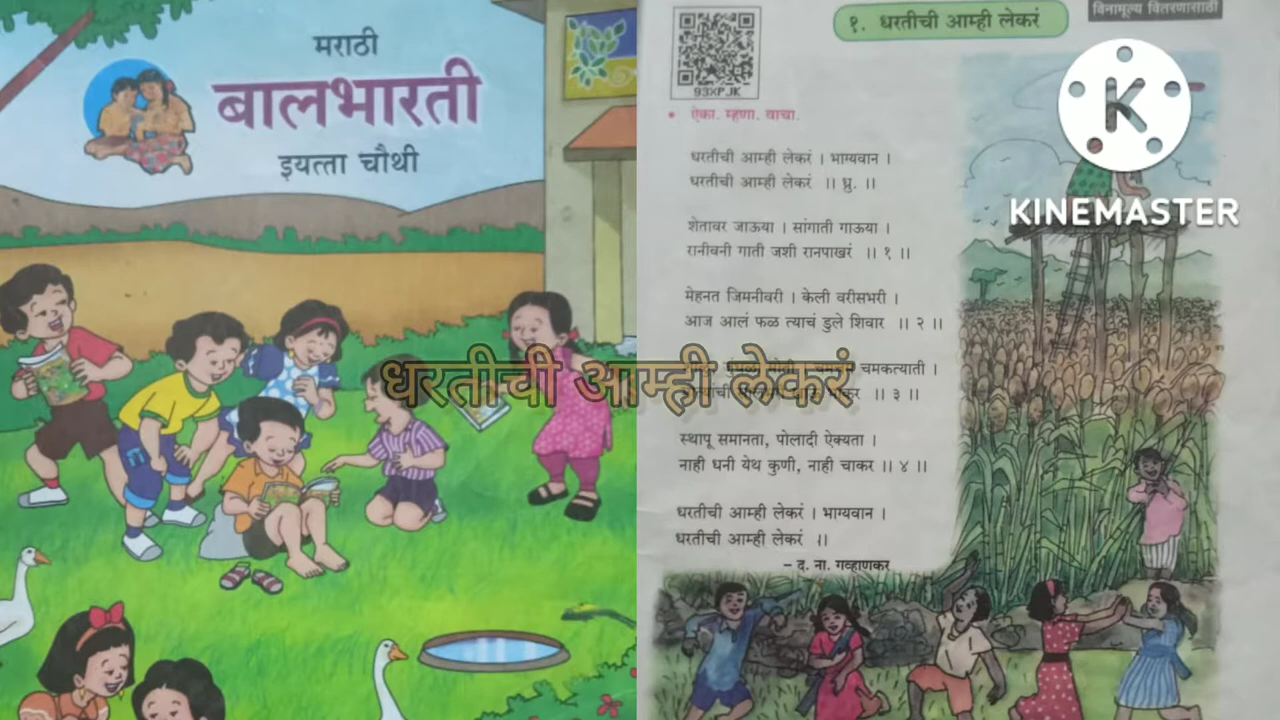 मराठी
बालभारती
इयत्ता चौथी
१. धरतीची आम्ही लेकरं
विनामूल्य वितरणासाठी
93XPJK
• ऐका. म्हणा. वाचा.
धरतीची आम्ही लेकरं । भाग्यवान ।
धरतीची आम्ही लेकरं ॥ ध्रु. ॥
शेतावर जाऊया । सांगाती गाऊया ।
रानीवनी गाती जशी रानपाखरं ॥ १ ॥
मेहनत जिमनीवरी । केली वरीसभरी ।
आज आलं फळ त्याचं डुले शिवार ॥ २ ॥
मोती चमकत्याती ।
॥ ३ ॥
स्थापू समानता, पोलादी ऐक्यता ।
नाही धनी येथ कुणी, नाही चाकर ॥ ४ ॥
धरतीची आम्ही लेकरं । भाग्यवान ।
धरतीची आम्ही लेकरं ॥
– द. ना. गव्हाणकर
धरतीची आम्ही लेकरं
K
KINEMASTER